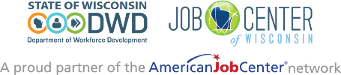 STATE OF WISCONSIN
DWD
Department of Workforce Development
JOB CENTER
of WISCONSIN
A proud partner of the AmericanJobCenter® network